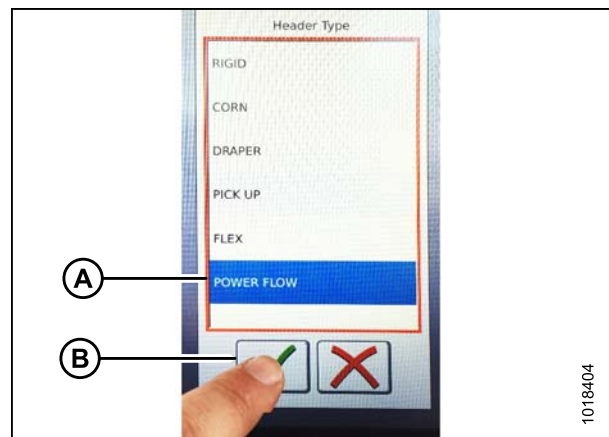 Header Type
RIGID
CORN
DRAPER
PICK UP
FLEX
A
POWER FLOW
B
1018404